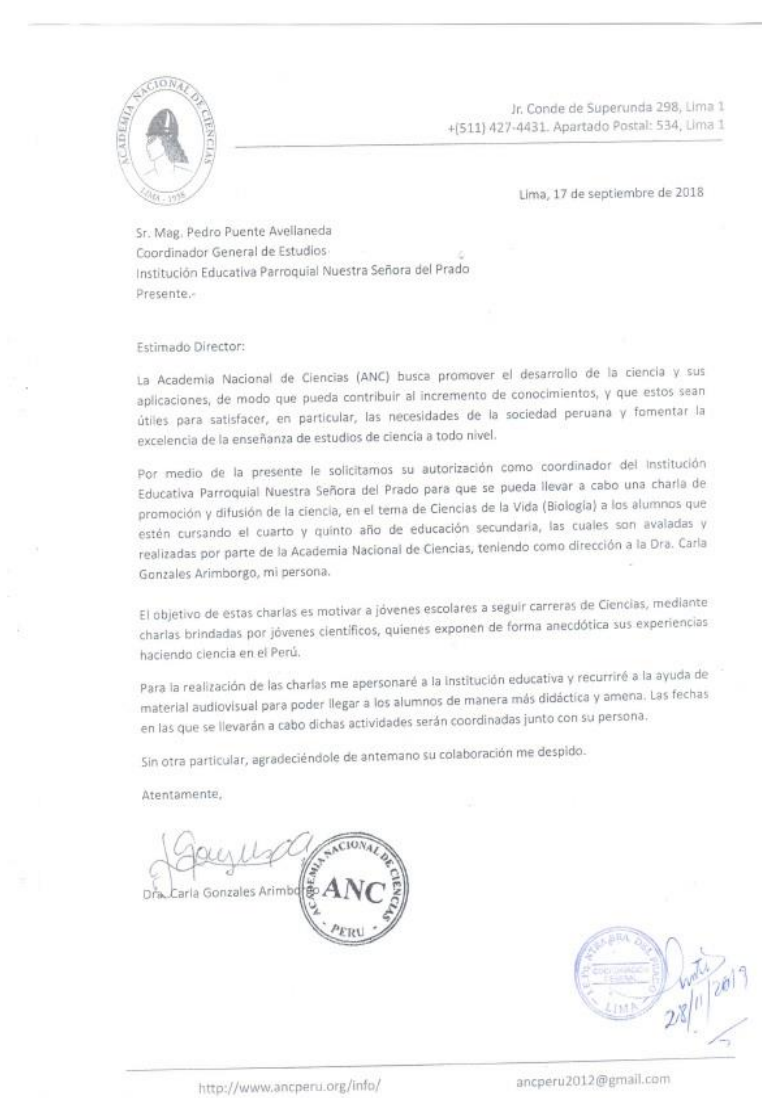 ACADEMIA NACIONAL DE CIENCIAS
LIMA - 1938
Jr. Conde de Superunda 298, Lima 1
+(511) 427-4431. Apartado Postal: 534, Lima 1
Lima, 17 de septiembre de 2018
Sr. Mag. Pedro Puente Avellaneda
Coordinador General de Estudios
Institución Educativa Parroquial Nuestra Señora del Prado
Presente.-
Estimado Director:
La Academia Nacional de Ciencias (ANC) busca promover el desarrollo de la ciencia y sus
aplicaciones, de modo que pueda contribuir al incremento de conocimientos, y que estos sean
útiles para satisfacer, en particular, las necesidades de la sociedad peruana y fomentar la
excelencia de la enseñanza de estudios de ciencia a todo nivel.
Por medio de la presente le solicitamos su autorización como coordinador del Institución
Educativa Parroquial Nuestra Señora del Prado para que se pueda llevar a cabo una charla de
promoción y difusión de la ciencia, en el tema de Ciencias de la Vida (Biología) a los alumnos que
estén cursando el cuarto y quinto año de educación secundaria, las cuales son avaladas y
realizadas por parte de la Academia Nacional de Ciencias, teniendo como dirección a la Dra. Carla
Gonzales Arimborgo, mi persona.
El objetivo de estas charlas es motivar a jóvenes escolares a seguir carreras de Ciencias, mediante
charlas brindadas por jóvenes científicos, quienes exponen de forma anecdótica sus experiencias
haciendo ciencia en el Perú.
Para la realización de las charlas me apersonaré a la institución educativa y recurriré a la ayuda de
material audiovisual para poder llegar a los alumnos de manera más didáctica y amena. Las fechas
en las que se llevarán a cabo dichas actividades serán coordinadas junto con su persona.
Sin otra particular, agradeciéndole de antemano su colaboración me despido.
Atentamente,
Dra. Carla Gonzales Arimborgo
ACADEMIA NACIONAL DE CIENCIAS
ANC
- PERU -
I.E.P. NTRA. SRA. DEL PRADO
COORDINACIÓN
GENERAL
LIMA
28/11/2019
http://www.ancperu.org/info/
ancperu2012@gmail.com